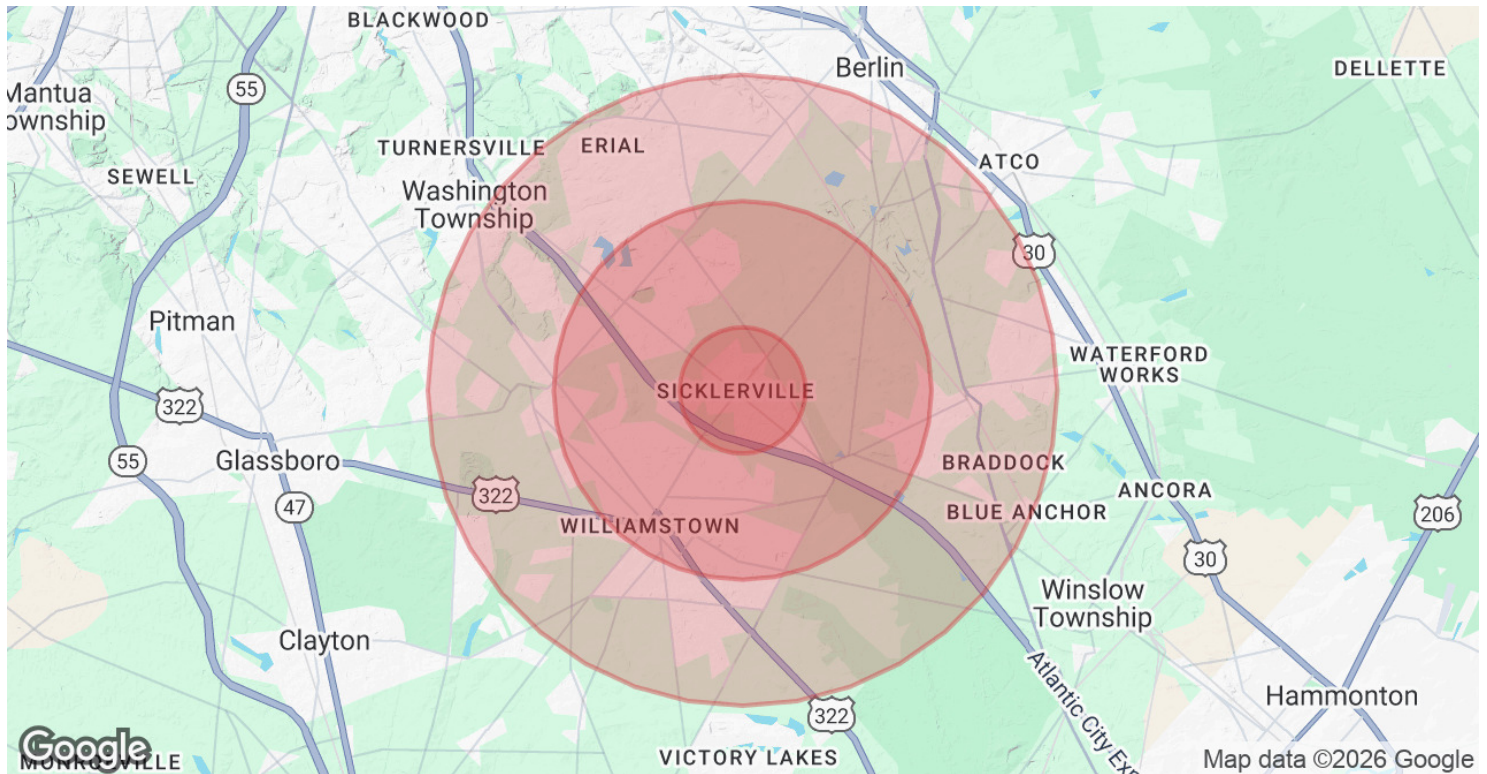 BLACKWOOD
Berlin
DELLETTE
55
Mantua
ownship
TURNERSVILLE
ERIAL
ATCO
SEWELL
Washington
Township
30
Pitman
WATERFORD
WORKS
SICKLERVILLE
322
Glassboro
55
BRADDOCK
322
ANCORA
47
BLUE ANCHOR
206
WILLIAMSTOWN
30
Winslow
Township
Clayton
Atlantic City Exp
Hammonton
322
Google
VICTORY LAKES
Map data ©2026 Google